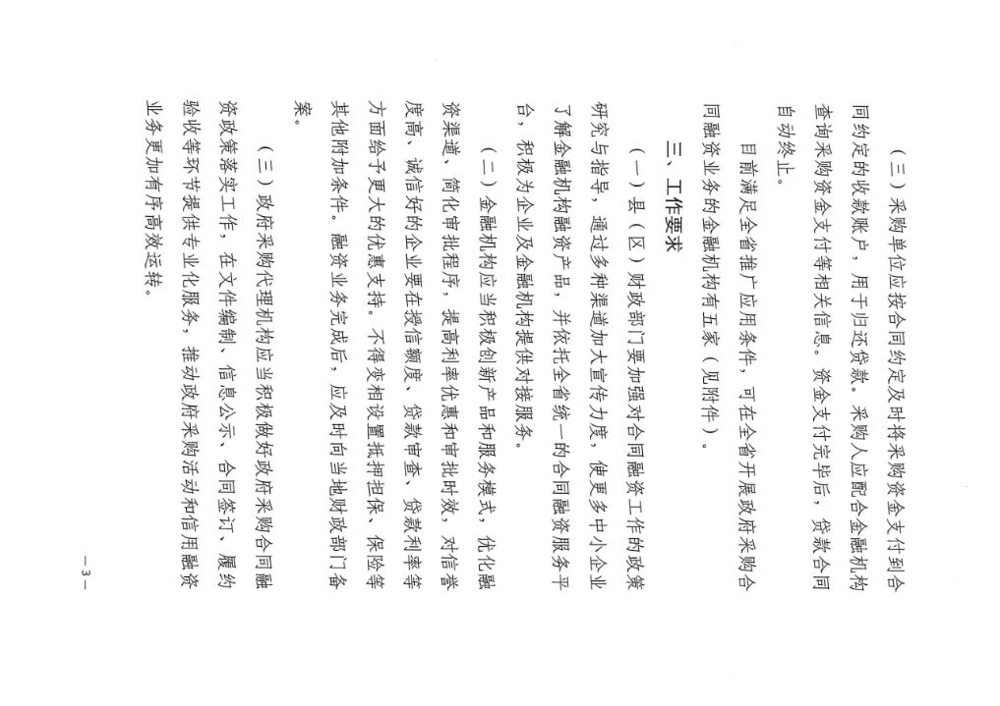 （三）采购单位应按合同约定及时将采购资金支付到合
同约定的收款账户，用于归还贷款。采购人应配合金融机构
查询采购资金支付等相关信息。资金支付完毕后，贷款合同
自动终止。
目前满足全省推广应用条件，可在全省开展政府采购合
同融资业务的金融机构有五家（见附件）。
三、工作要求
（一）县（区）财政部门要加强对合同融资工作的政策
研究与指导，通过多种渠道加大宣传力度，使更多中小企业
了解金融机构融资产品，并依托全省统一的合同融资服务平
台，积极为企业及金融机构提供对接服务。
（二）金融机构应当积极创新产品和服务模式，优化融
资渠道、简化审批程序，提高利率优惠和审批时效，对信誉
度高、诚信好的企业要在授信额度、贷款审查、贷款利率等
方面给予更大的优惠支持。不得变相设置抵押担保、保险等
其他附加条件。融资业务完成后，应及时向当地财政部门备
案。
（三）政府采购代理机构应当积极做好政府采购合同融
资政策落实工作，在文件编制、信息公示、合同签订、履约
验收等环节提供专业化服务，推动政府采购活动和信用融资
业务更加有序高效运转。
— 3 —